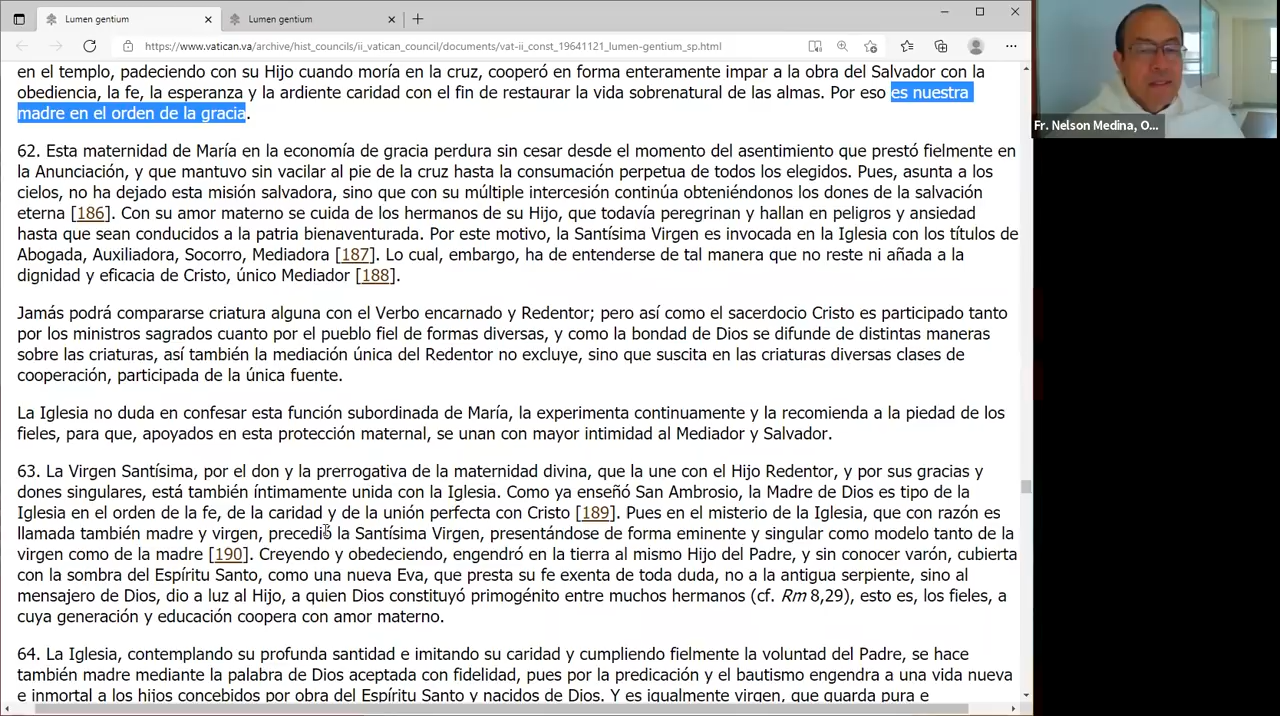 Lumen gentium
Lumen gentium
https://www.vatican.va/archive/hist_councils/ii_vatican_council/documents/vat-ii_const_19641121_lumen-gentium_sp.html
en el templo, padeciendo con su Hijo cuando moría en la cruz, cooperó en forma enteramente impar a la obra del Salvador con la
obediencia, la fe, la esperanza y la ardiente caridad con el fin de restaurar la vida sobrenatural de las almas. Por eso es nuestra
madre en el orden de la gracia.
62. Esta maternidad de María en la economía de gracia perdura sin cesar desde el momento del asentimiento que prestó fielmente en
la Anunciación, y que mantuvo sin vacilar al pie de la cruz hasta la consumación perpetua de todos los elegidos. Pues, asunta a los
cielos, no ha dejado esta misión salvadora, sino que con su múltiple intercesión continúa obteniéndonos los dones de la salvación
eterna [186]. Con su amor materno se cuida de los hermanos de su Hijo, que todavía peregrinan y hallan en peligros y ansiedad
hasta que sean conducidos a la patria bienaventurada. Por este motivo, la Santísima Virgen es invocada en la Iglesia con los títulos de
Abogada, Auxiliadora, Socorro, Mediadora [187]. Lo cual, embargo, ha de entenderse de tal manera que no reste ni añada a la
dignidad y eficacia de Cristo, único Mediador [188].
Jamás podrá compararse criatura alguna con el Verbo encarnado y Redentor; pero así como el sacerdocio Cristo es participado tanto
por los ministros sagrados cuanto por el pueblo fiel de formas diversas, y como la bondad de Dios se difunde de distintas maneras
sobre las criaturas, así también la mediación única del Redentor no excluye, sino que suscita en las criaturas diversas clases de
cooperación, participada de la única fuente.
La Iglesia no duda en confesar esta función subordinada de María, la experimenta continuamente y la recomienda a la piedad de los
fieles, para que, apoyados en esta protección maternal, se unan con mayor intimidad al Mediador y Salvador.
63. La Virgen Santísima, por el don y la prerrogativa de la maternidad divina, que la une con el Hijo Redentor, y por sus gracias y
dones singulares, está también íntimamente unida con la Iglesia. Como ya enseñó San Ambrosio, la Madre de Dios es tipo de la
Iglesia en el orden de la fe, de la caridad y de la unión perfecta con Cristo [189]. Pues en el misterio de la Iglesia, que con razón es
llamada también madre y virgen, precedió la Santísima Virgen, presentándose de forma eminente y singular como modelo tanto de la
virgen como de la madre [190]. Creyendo y obedeciendo, engendró en la tierra al mismo Hijo del Padre, y sin conocer varón, cubierta
con la sombra del Espíritu Santo, como una nueva Eva, que presta su fe exenta de toda duda, no a la antigua serpiente, sino al
mensajero de Dios, dio a luz al Hijo, a quien Dios constituyó primogénito entre muchos hermanos (cf. Rm 8,29), esto es, los fieles, a
cuya generación y educación coopera con amor materno.
64. La Iglesia, contemplando su profunda santidad e imitando su caridad y cumpliendo fielmente la voluntad del Padre, se hace
también madre mediante la palabra de Dios aceptada con fidelidad, pues por la predicación y el bautismo engendra a una vida nueva
e inmortal a los hijos concebidos por obra del Espíritu Santo y nacidos de Dios. Y es igualmente virgen, que guarda pura e
Fr. Nelson Medina, O...